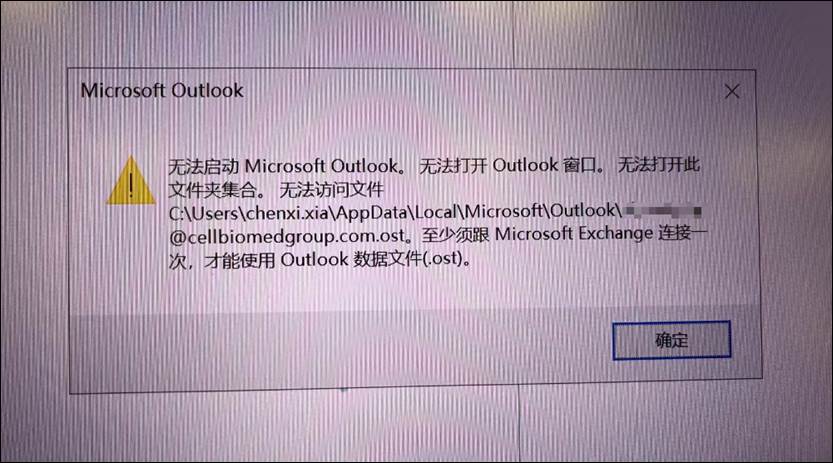 Microsoft Outlook
无法启动 Microsoft Outlook。 无法打开 Outlook 窗口。 无法打开此
文件夹集合。 无法访问文件
C:\Users\chenxi.xia\AppData\Local\Microsoft\Outlook\
@cellbiomedgroup.com.ost。至少须跟 Microsoft Exchange 连接一
次，才能使用 Outlook 数据文件(.ost)。
确定